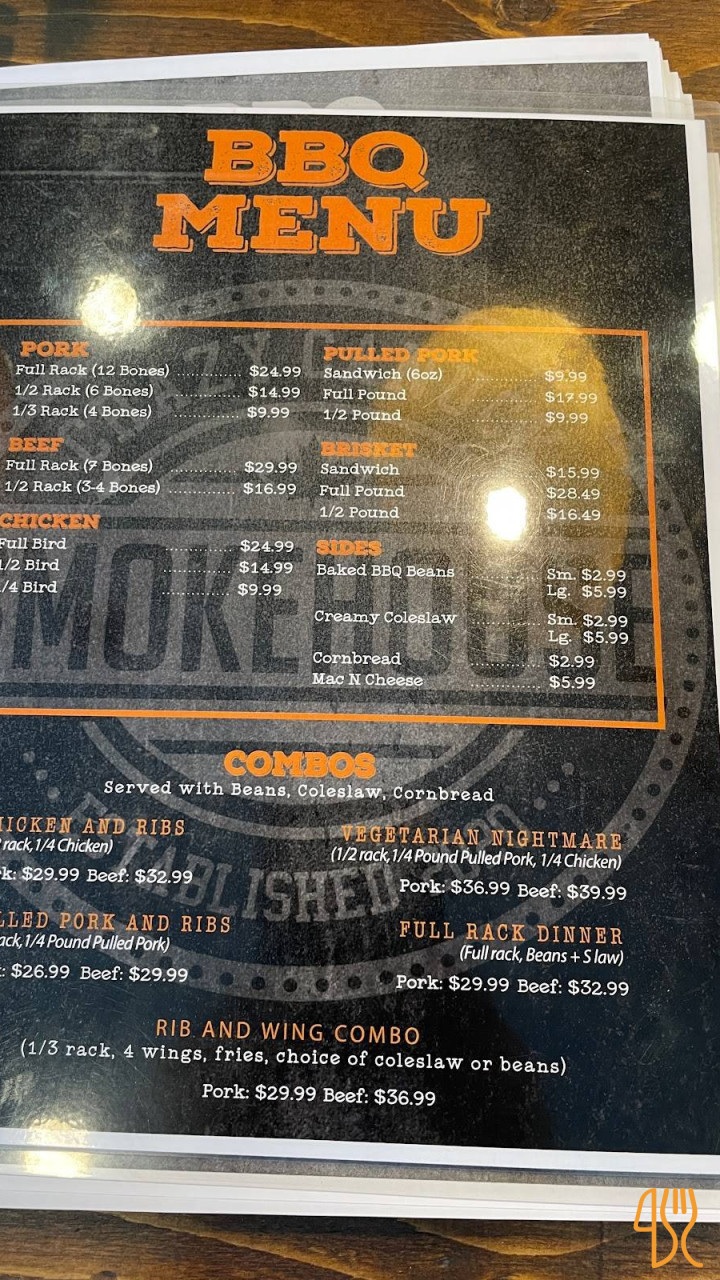 BBQ
MENU
PORK
Full Rack (12 Bones) ............ $24.99
1/2 Rack (6 Bones) ............ $14.99
1/3 Rack (4 Bones) ............ $9.99
BEEF
Full Rack (7 Bones) ............ $29.99
1/2 Rack (3-4 Bones) ............ $16.99
CHICKEN
Full Bird ............ $24.99
1/2 Bird ............ $14.99
1/4 Bird ............ $9.99
PULLED PORK
Sandwich (6oz) ............ $9.99
Full Pound ............ $17.99
1/2 Pound ............ $9.99
BRISKET
Sandwich $15.99
Full Pound $28.49
1/2 Pound $16.49
SIDES
Baked BBQ Beans ............ Sm. $2.99
Lg. $5.99
Creamy Coleslaw ............ Sm. $2.99
Lg. $5.99
Cornbread ............ $2.99
Mac N Cheese ............ $5.99
SMOKEHOUSE
ESTABLISHED
COMBOS
Served with Beans, Coleslaw, Cornbread
HICKEN AND RIBS
rack,1/4 Chicken)
k: $29.99 Beef: $32.99
LLED PORK AND RIBS
ack,1/4 Pound Pulled Pork)
: $26.99 Beef: $29.99
VEGETARIAN NIGHTMARE
(1/2 rack,1/4 Pound Pulled Pork, 1/4 Chicken)
Pork: $36.99 Beef: $39.99
FULL RACK DINNER
(Full rack, Beans + Slaw)
Pork: $29.99 Beef: $32.99
RIB AND WING COMBO
(1/3 rack, 4 wings, fries, choice of coleslaw or beans)
Pork: $29.99 Beef: $36.99